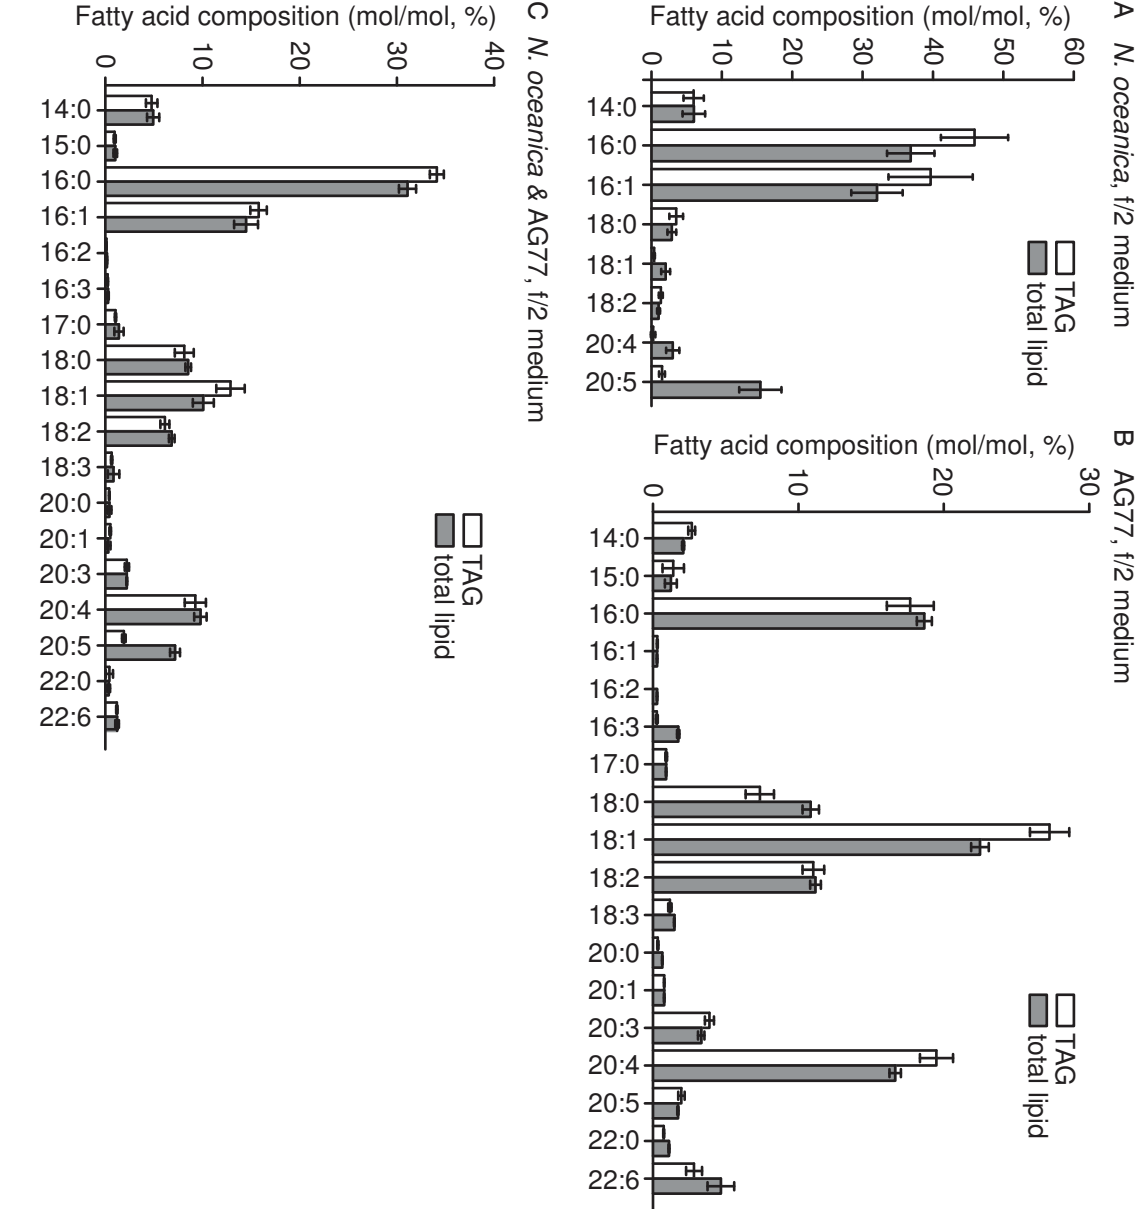 A N. oceanica, f/2 medium
Fatty acid composition (mol/mol, %)
0 10 20 30 40 50 60
TAG
total lipid
14:0
16:0
16:1
18:0
18:1
18:2
20:4
20:5
B AG77, f/2 medium
Fatty acid composition (mol/mol, %)
0 10 20 30
TAG
total lipid
14:0
15:0
16:0
16:1
16:2
16:3
17:0
18:0
18:1
18:2
18:3
20:0
20:1
20:3
20:4
20:5
22:0
22:6
C N. oceanica & AG77, f/2 medium
Fatty acid composition (mol/mol, %)
0 10 20 30 40
TAG
total lipid
14:0
15:0
16:0
16:1
16:2
16:3
17:0
18:0
18:1
18:2
18:3
20:0
20:1
20:3
20:4
20:5
22:0
22:6